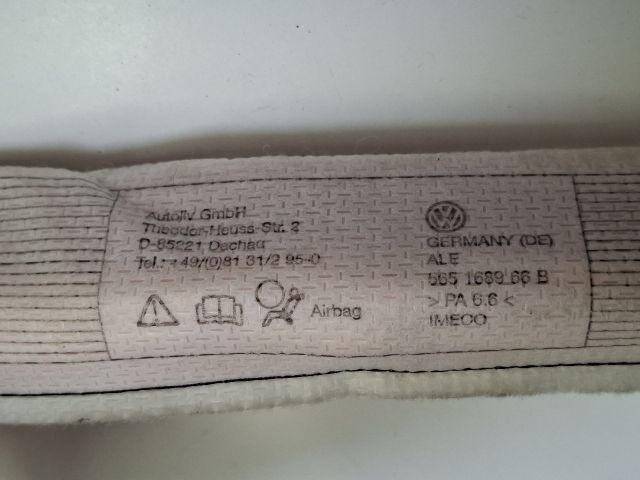 Autoliv GmbH
Theodor-Heuss-Str. 2
D-85221 Dachau
Tel.: +49/(0)81 31/2 95-0
Airbag
GERMANY (DE)
ALE
565 1689 66 B
> PA 6.6 <
IMECO